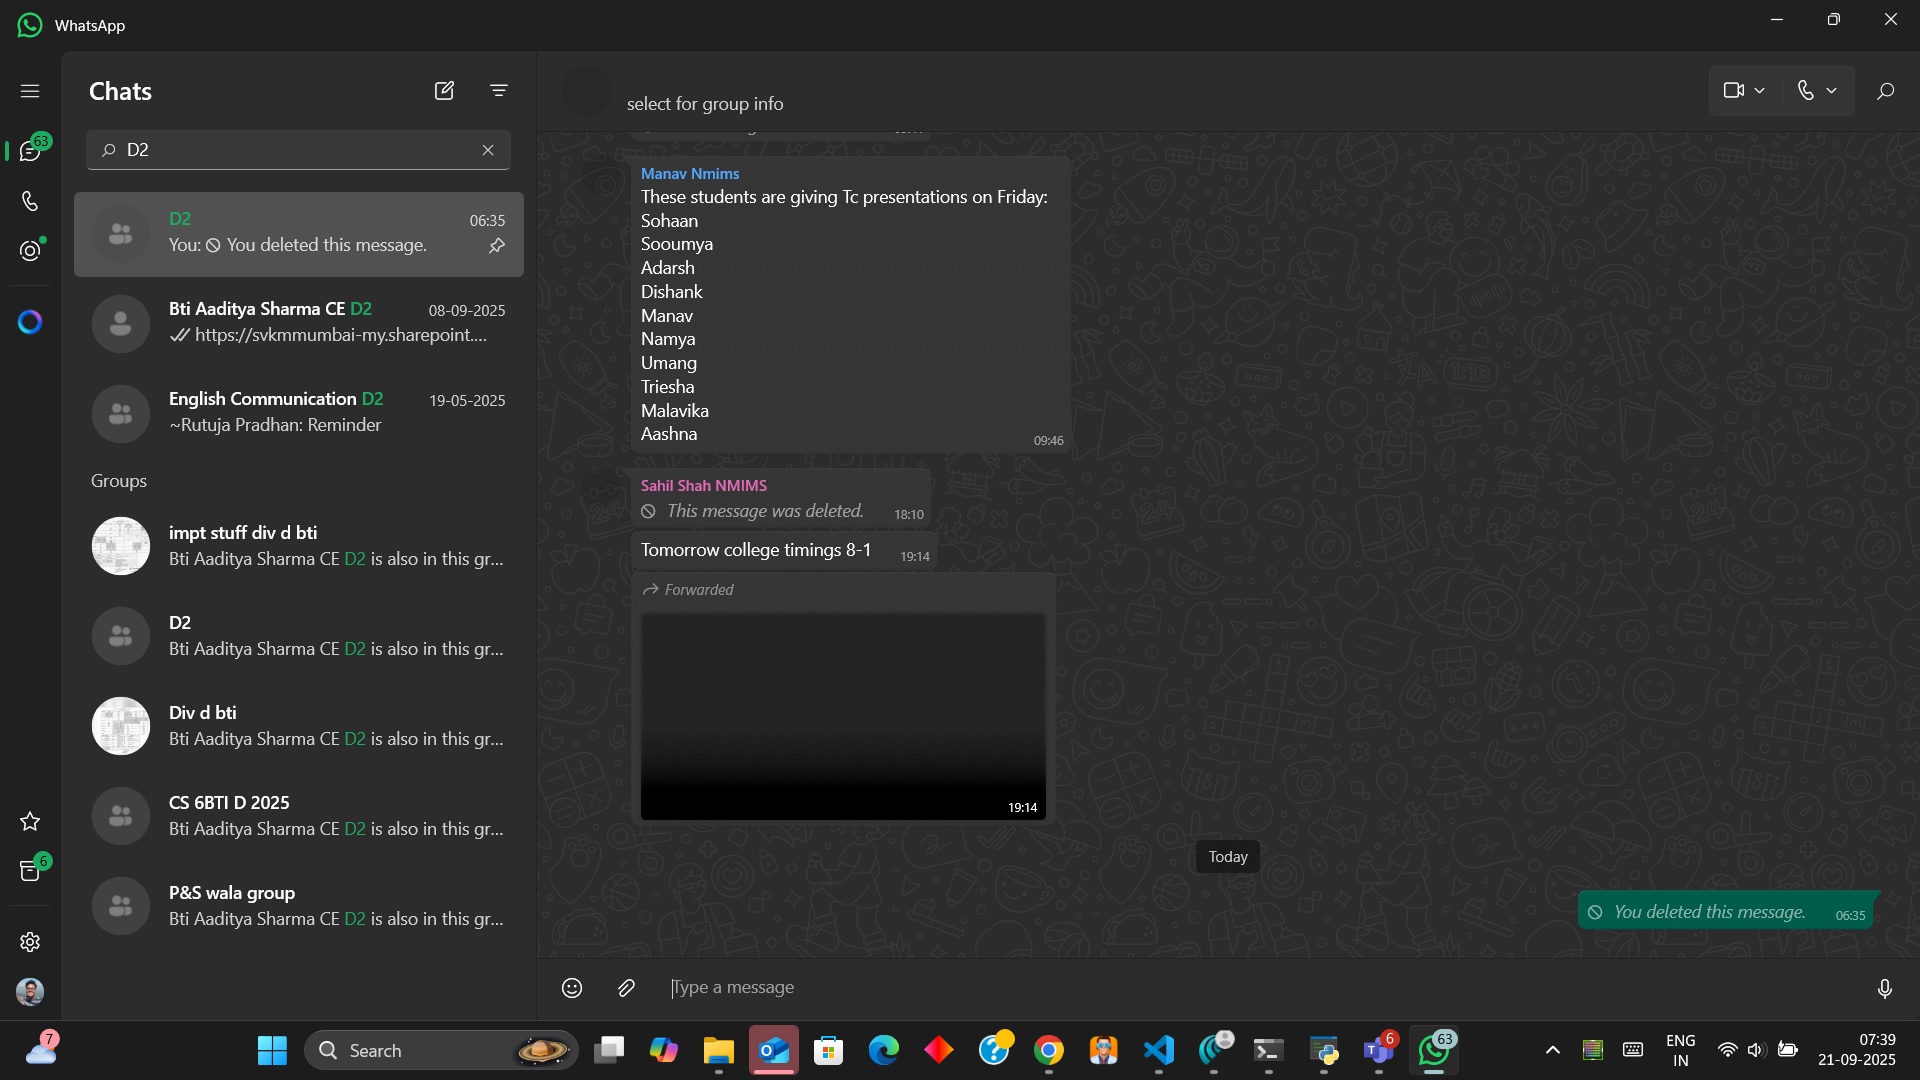 WhatsApp
63
Chats
D2
D2
06:35
You: You deleted this message.
Bti Aaditya Sharma CE D2
08-09-2025
https://svkmmumbai-my.sharepoint....
English Communication D2
19-05-2025
~Rutuja Pradhan: Reminder
Groups
impt stuff div d bti
Bti Aaditya Sharma CE D2 is also in this gr...
D2
Bti Aaditya Sharma CE D2 is also in this gr...
Div d bti
Bti Aaditya Sharma CE D2 is also in this gr...
CS 6BTI D 2025
Bti Aaditya Sharma CE D2 is also in this gr...
P&S wala group
Bti Aaditya Sharma CE D2 is also in this gr...
6
select for group info
Manav Nmims
These students are giving Tc presentations on Friday:
Sohaan
Sooumya
Adarsh
Dishank
Manav
Namya
Umang
Triesha
Malavika
Aashna
09:46
Sahil Shah NMIMS
This message was deleted.
18:10
Tomorrow college timings 8-1
19:14
Forwarded
19:14
Today
You deleted this message.
06:35
Type a message
7
Search
6
63
ENG
IN
07:39
21-09-2025